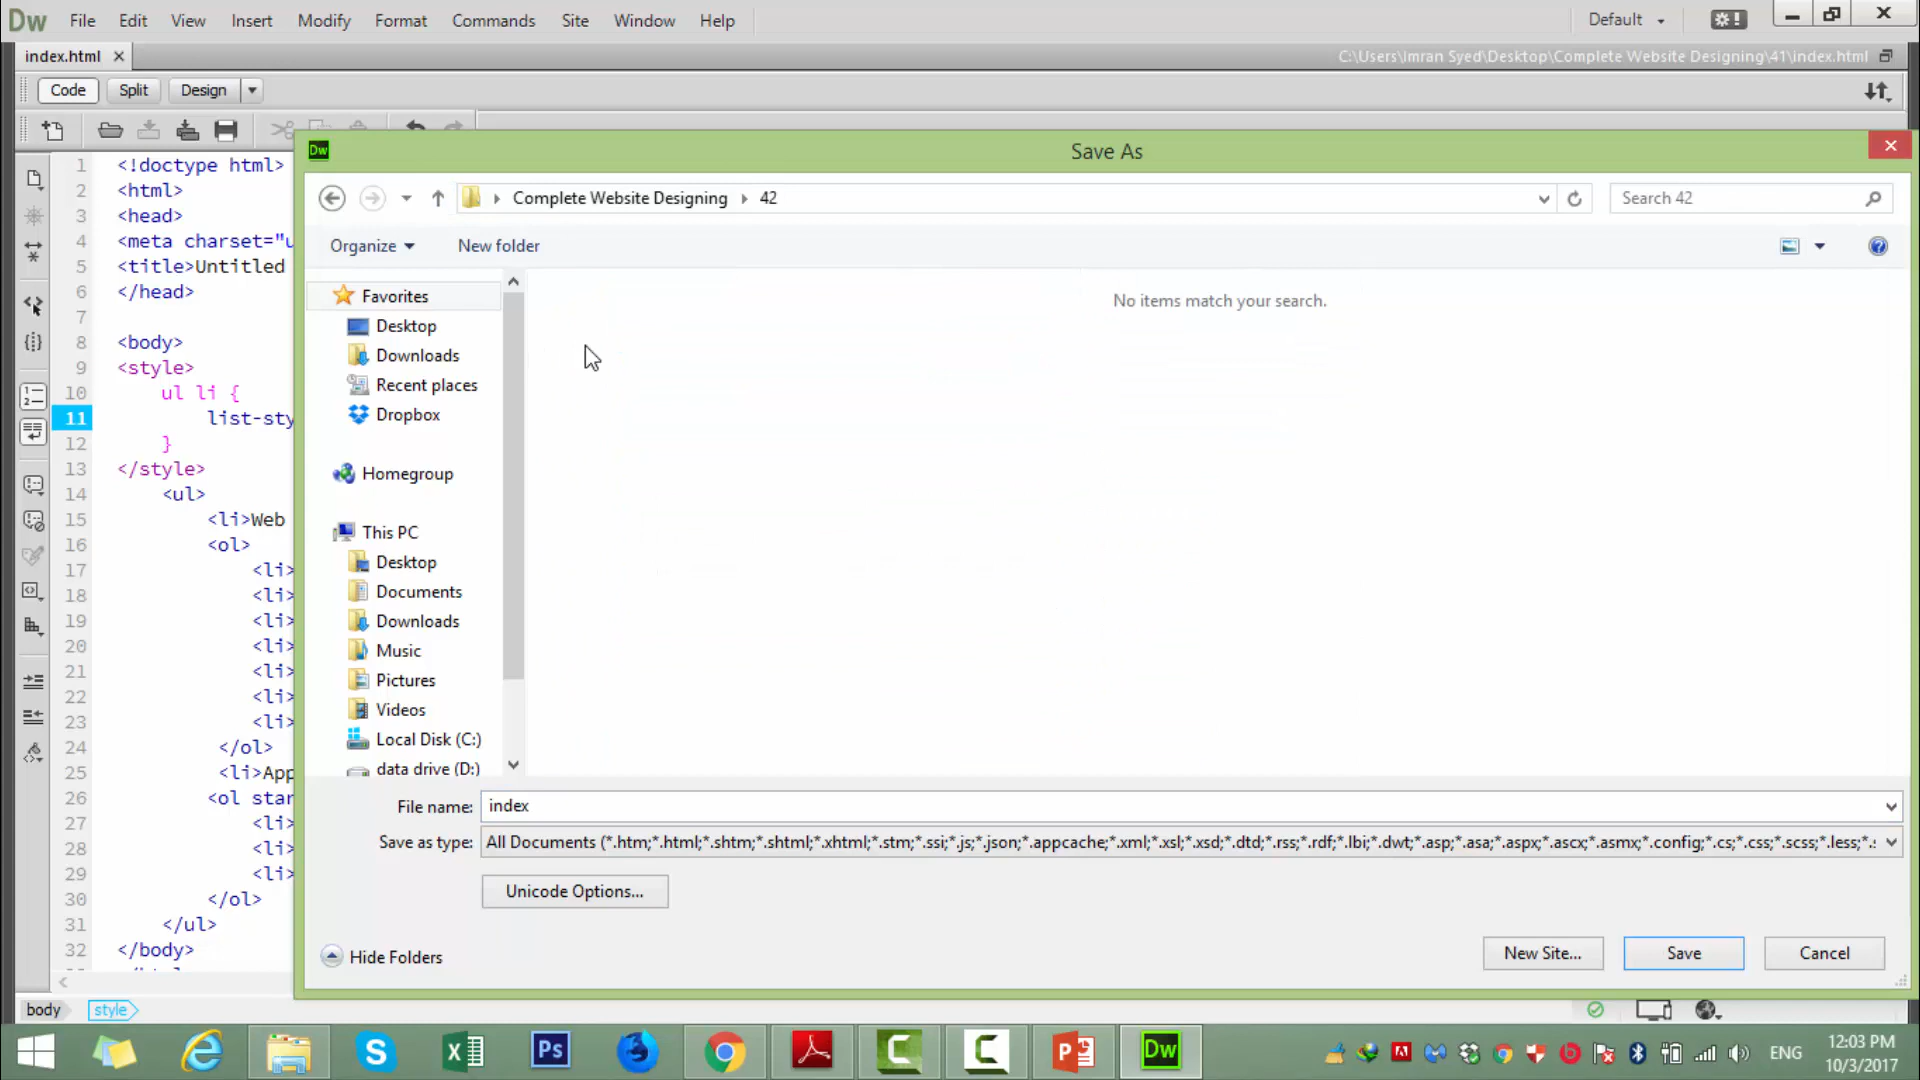 Dw File Edit View Insert Modify Format Commands Site Window Help Default
index.html C:\Users\Imran Syed\Desktop\Complete Website Designing\41\index.html
Code Split Design
Dw Save As
Complete Website Designing 42 Search 42
Organize New folder
No items match your search.
Favorites
Desktop
Downloads
Recent places
Dropbox
Homegroup
This PC
Desktop
Documents
Downloads
Music
Pictures
Videos
Local Disk (C:)
data drive (D:)
File name: index
Save as type: All Documents (*.htm;*.html;*.shtm;*.shtml;*.xhtml;*.stm;*.ssi;*.js;*.json;*.appcache;*.xml;*.xsl;*.xsd;*.dtd;*.rss;*.rdf;*.lbi;*.dwt;*.asp;*.asa;*.aspx;*.ascx;*.asmx;*.config;*.cs;*.css;*.scss;*.less;*.s
Unicode Options...
Hide Folders New Site... Save Cancel
1 <!doctype html>
2 <html>
3 <head>
4 <meta charset="u
5 <title>Untitled
6 </head>
7
8 <body>
9 <style>
10 ul li {
11 list-sty
12 }
13 </style>
14 <ul>
15 <li>Web
16 <ol>
17 <li>
18 <li>
19 <li>
20 <li>
21 <li>
22 <li>
23 <li>
24 </ol>
25 <li>App
26 <ol star
27 <li>
28 <li>
29 <li>
30 </ol>
31 </ul>
32 </body>
body style
Ps Dw ENG 12:03 PM
10/3/2017